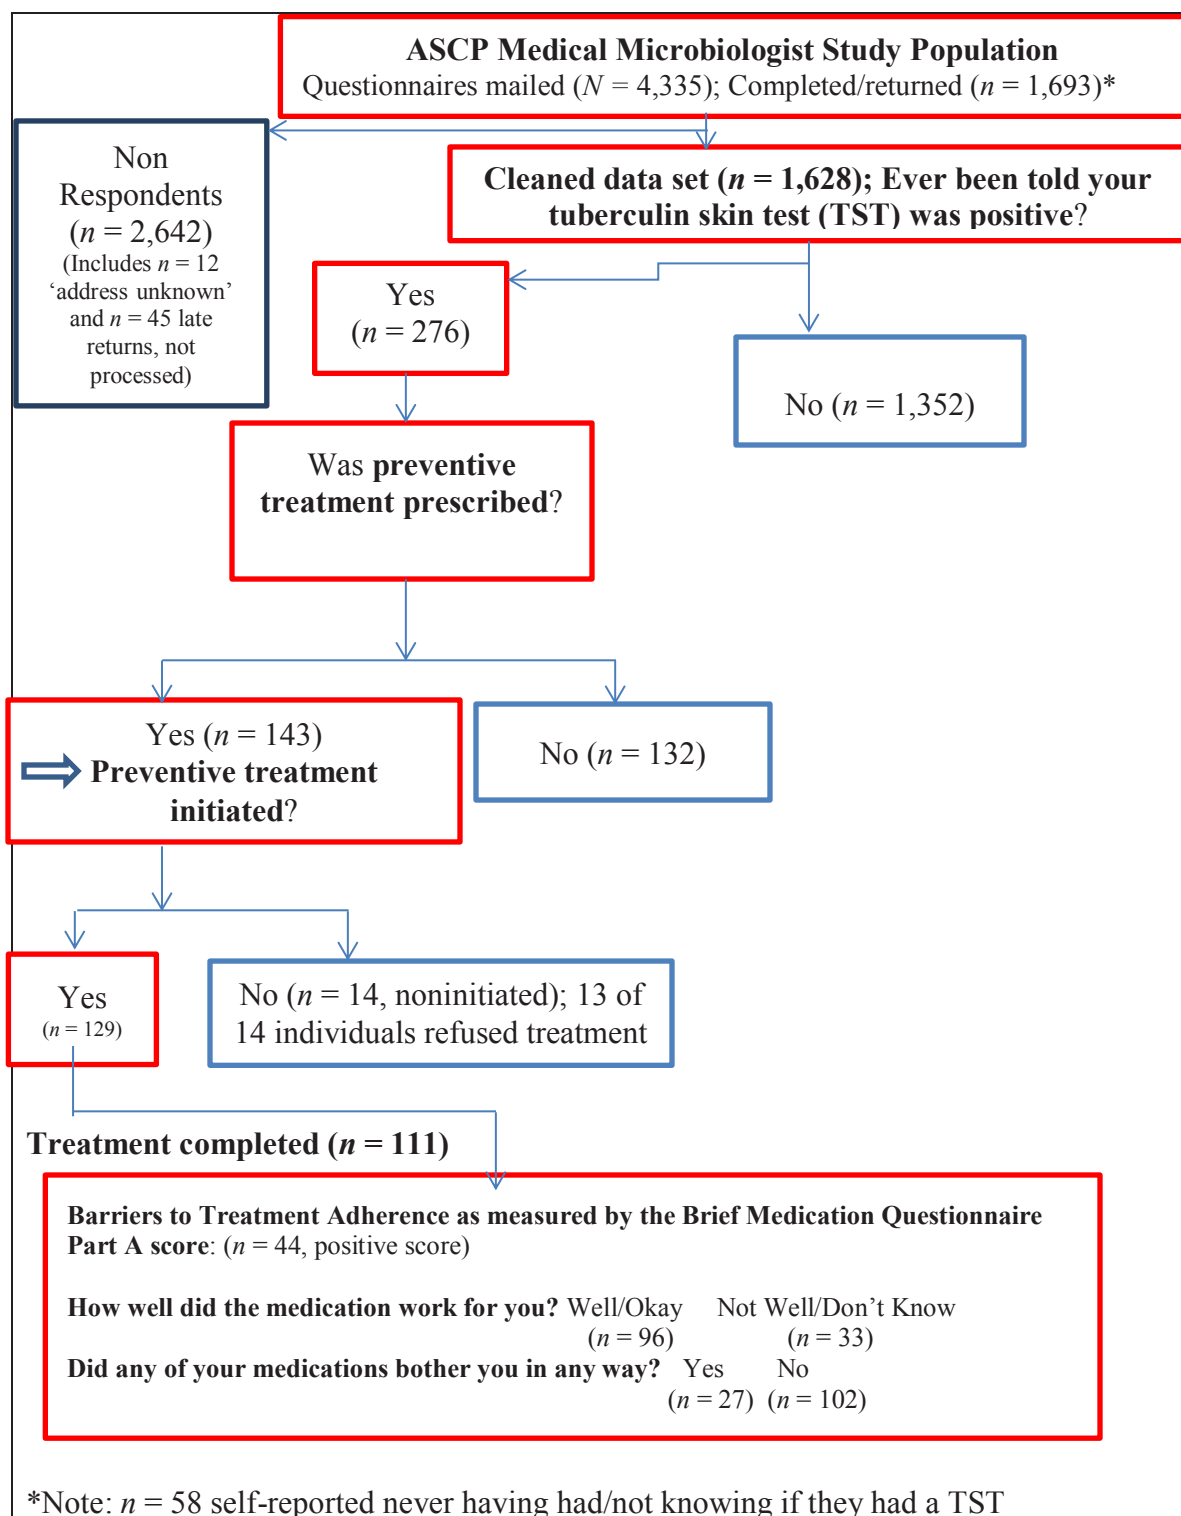 ASCP Medical Microbiologist Study Population
Questionnaires mailed (N = 4,335); Completed/returned (n = 1,693)*
Non
Respondents
(n = 2,642)
(Includes n = 12
‘address unknown’
and n = 45 late
returns, not
processed)
Cleaned data set (n = 1,628); Ever been told your
tuberculin skin test (TST) was positive?
Yes
(n = 276)
No (n = 1,352)
Was preventive
treatment prescribed?
Yes (n = 143)
Preventive treatment
initiated?
No (n = 132)
Yes
(n = 129)
No (n = 14, noninitiated); 13 of
14 individuals refused treatment
Treatment completed (n = 111)
Barriers to Treatment Adherence as measured by the Brief Medication Questionnaire
Part A score: (n = 44, positive score)
How well did the medication work for you? Well/Okay Not Well/Don’t Know
(n = 96) (n = 33)
Did any of your medications bother you in any way? Yes No
(n = 27) (n = 102)
*Note: n = 58 self-reported never having had/not knowing if they had a TST